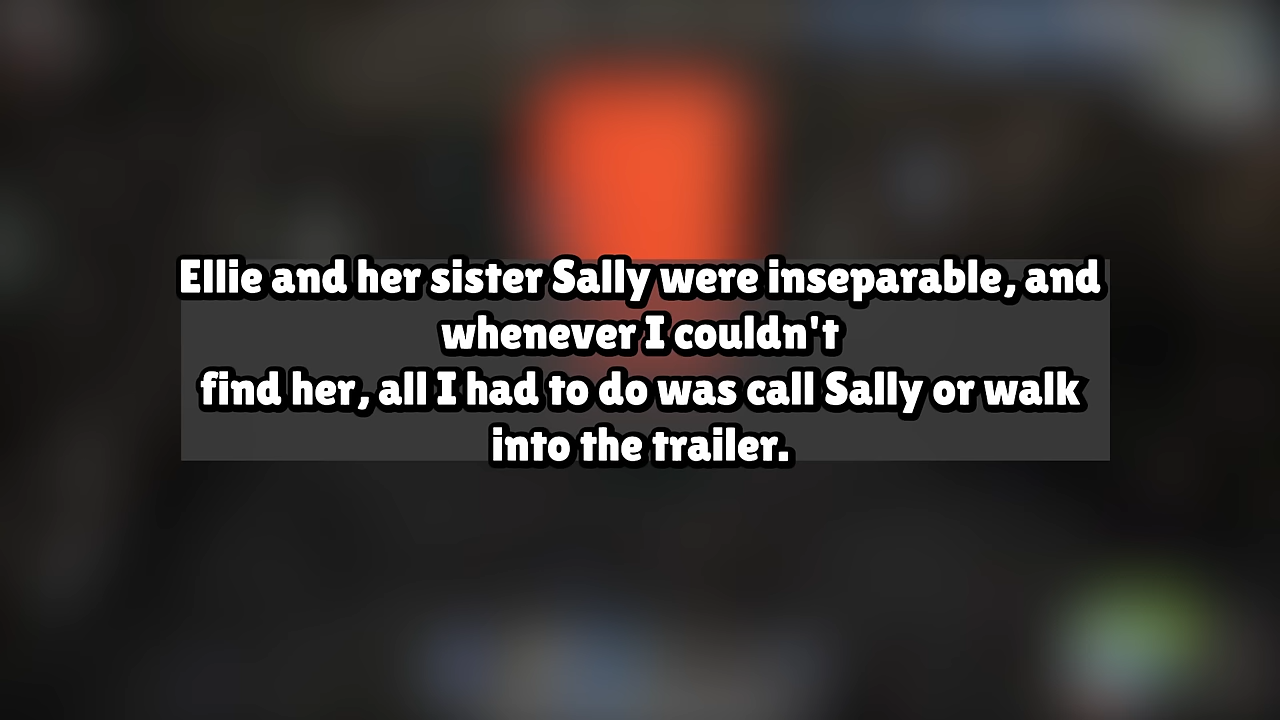 Ellie and her sister Sally were inseparable, and
whenever I couldn't
find her, all I had to do was call Sally or walk
into the trailer.